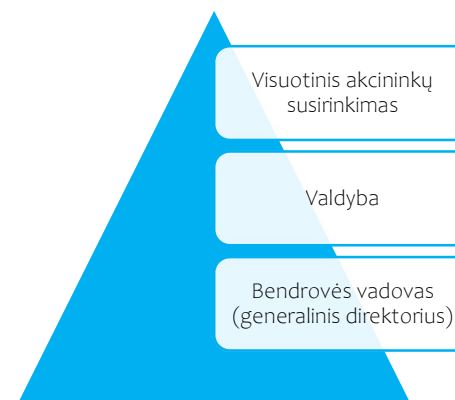 Visuotinis akcininkų
susirinkimas
Valdyba
Bendrovės vadovas
(generalinis direktorius)